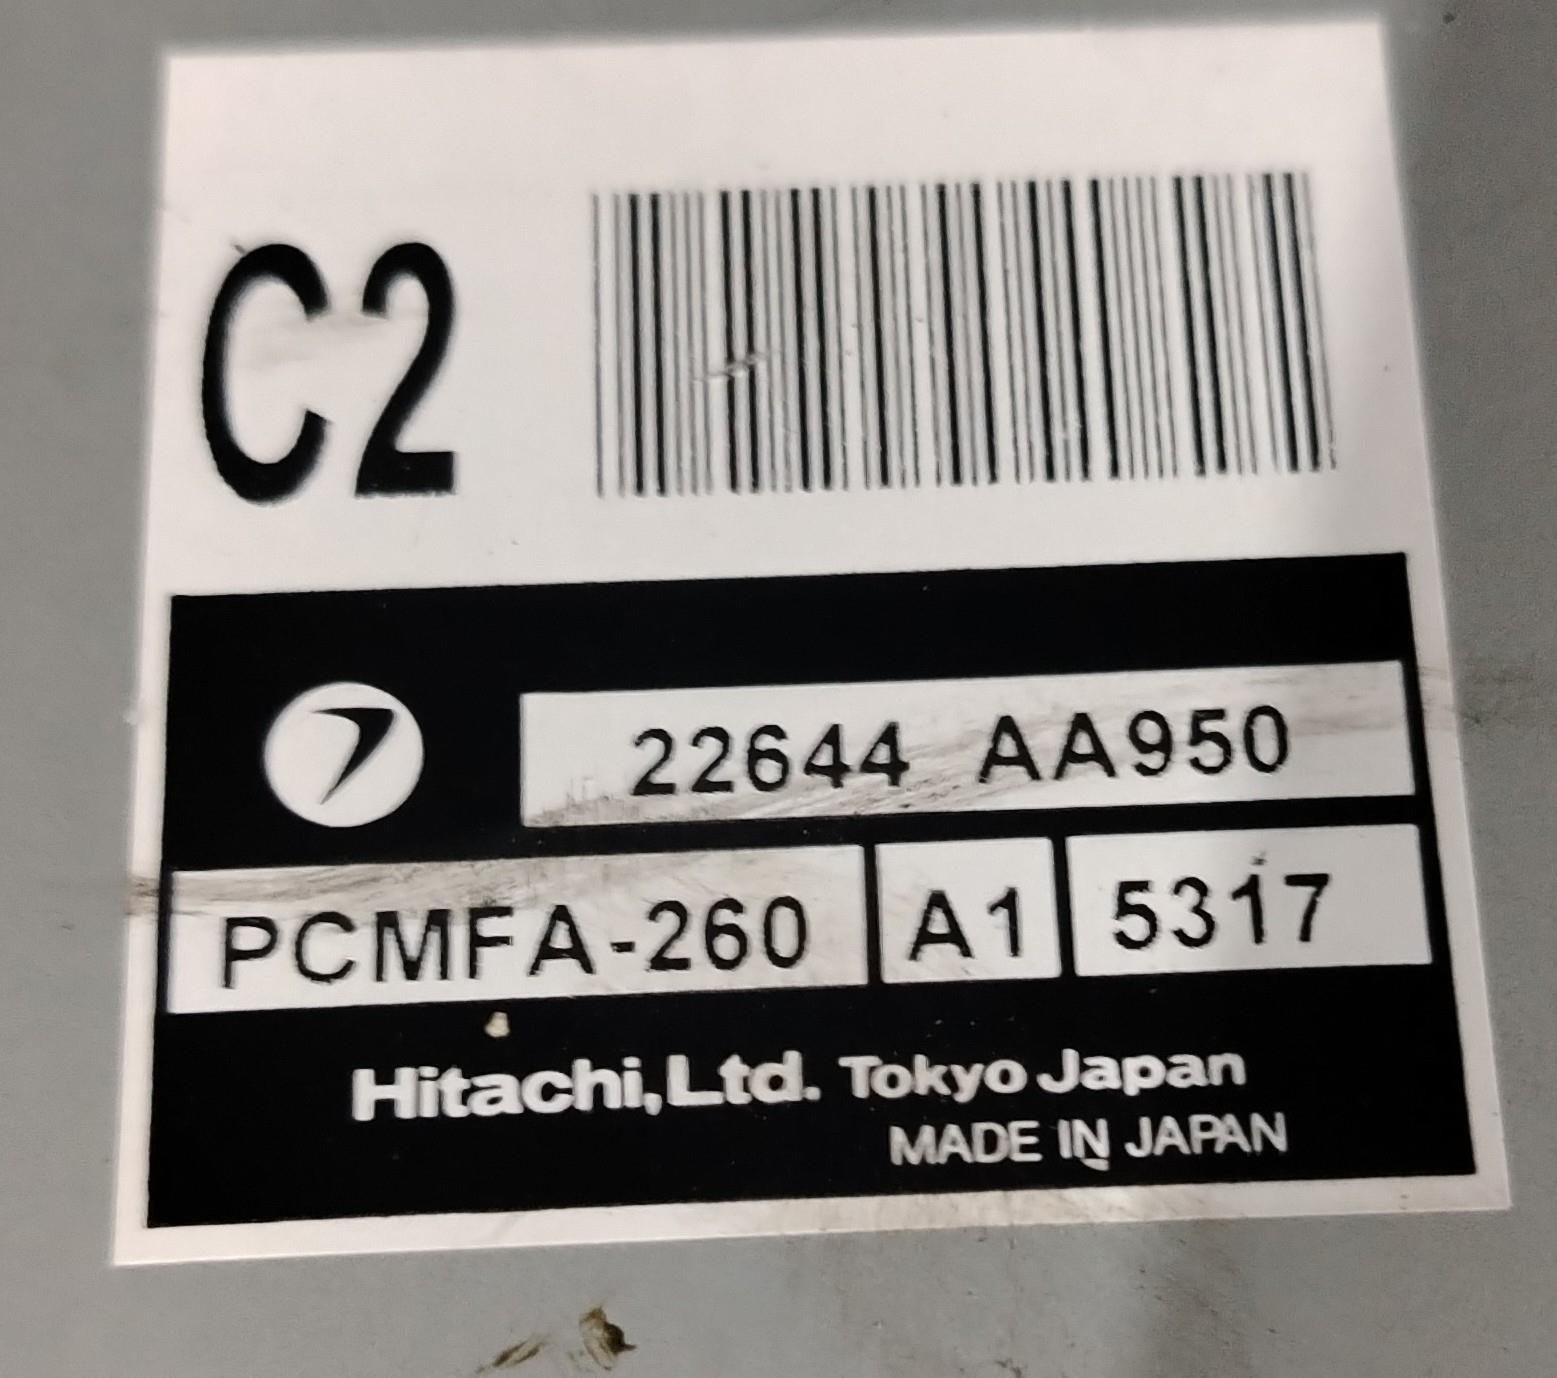 C2
22644 AA950
PCMFA-260 A1 5317
Hitachi,Ltd. Tokyo Japan
MADE IN JAPAN